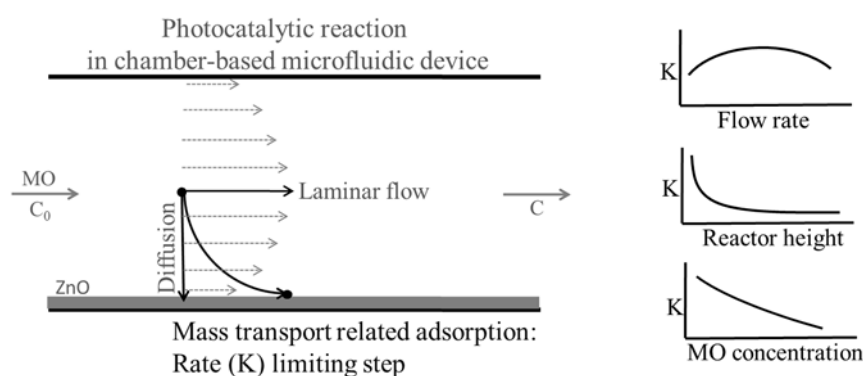 Photocatalytic reaction
in chamber-based microfluidic device
MO
C₀
Laminar flow
C
Diffusion
ZnO
Mass transport related adsorption:
Rate (K) limiting step
K
Flow rate
K
Reactor height
K
MO concentration